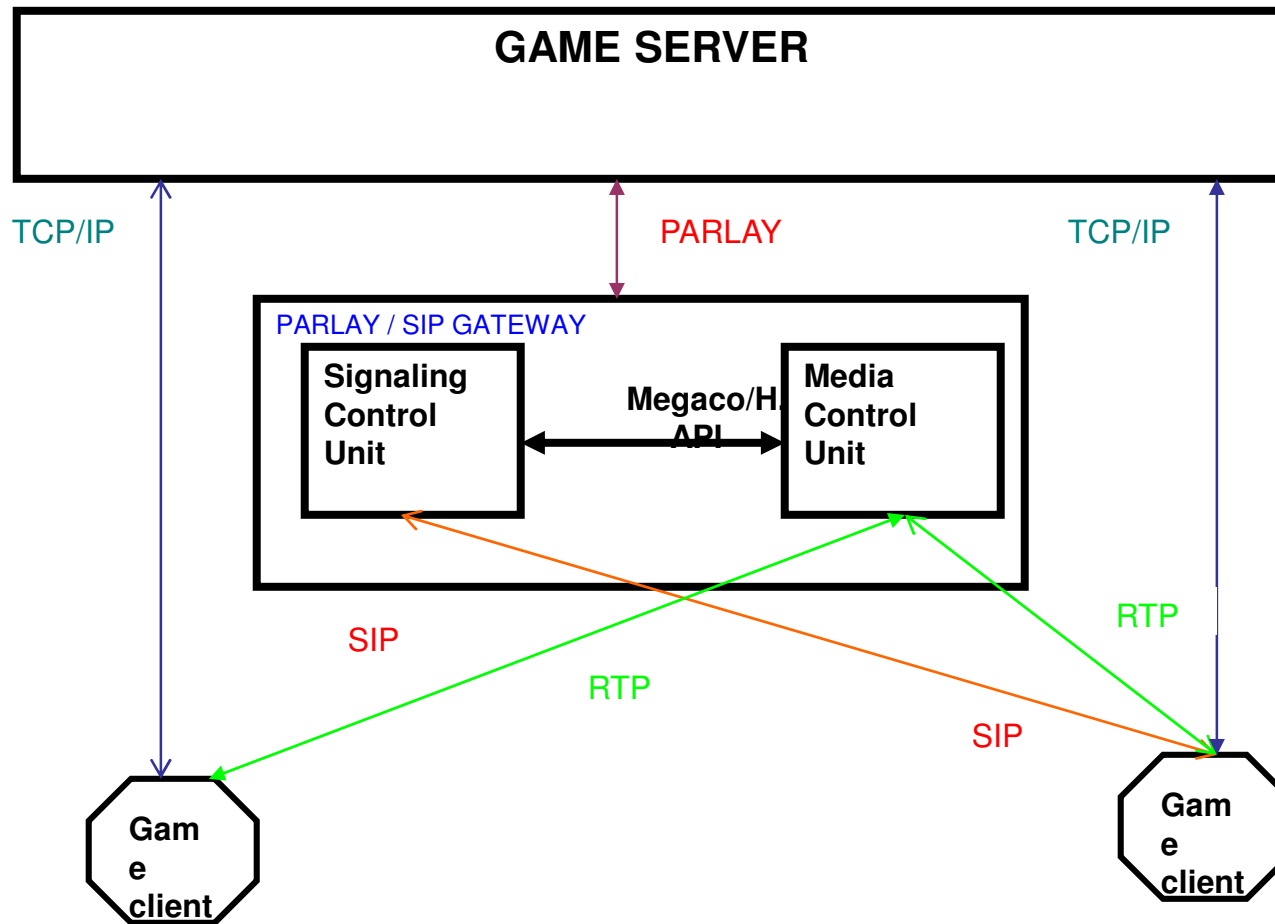 GAME SERVER
TCP/IP
PARLAY
TCP/IP
PARLAY / SIP GATEWAY
Signaling
Control
Unit
Megaco/H.
API
Media
Control
Unit
SIP
RTP
RTP
SIP
Gam
e
client
Gam
e
client